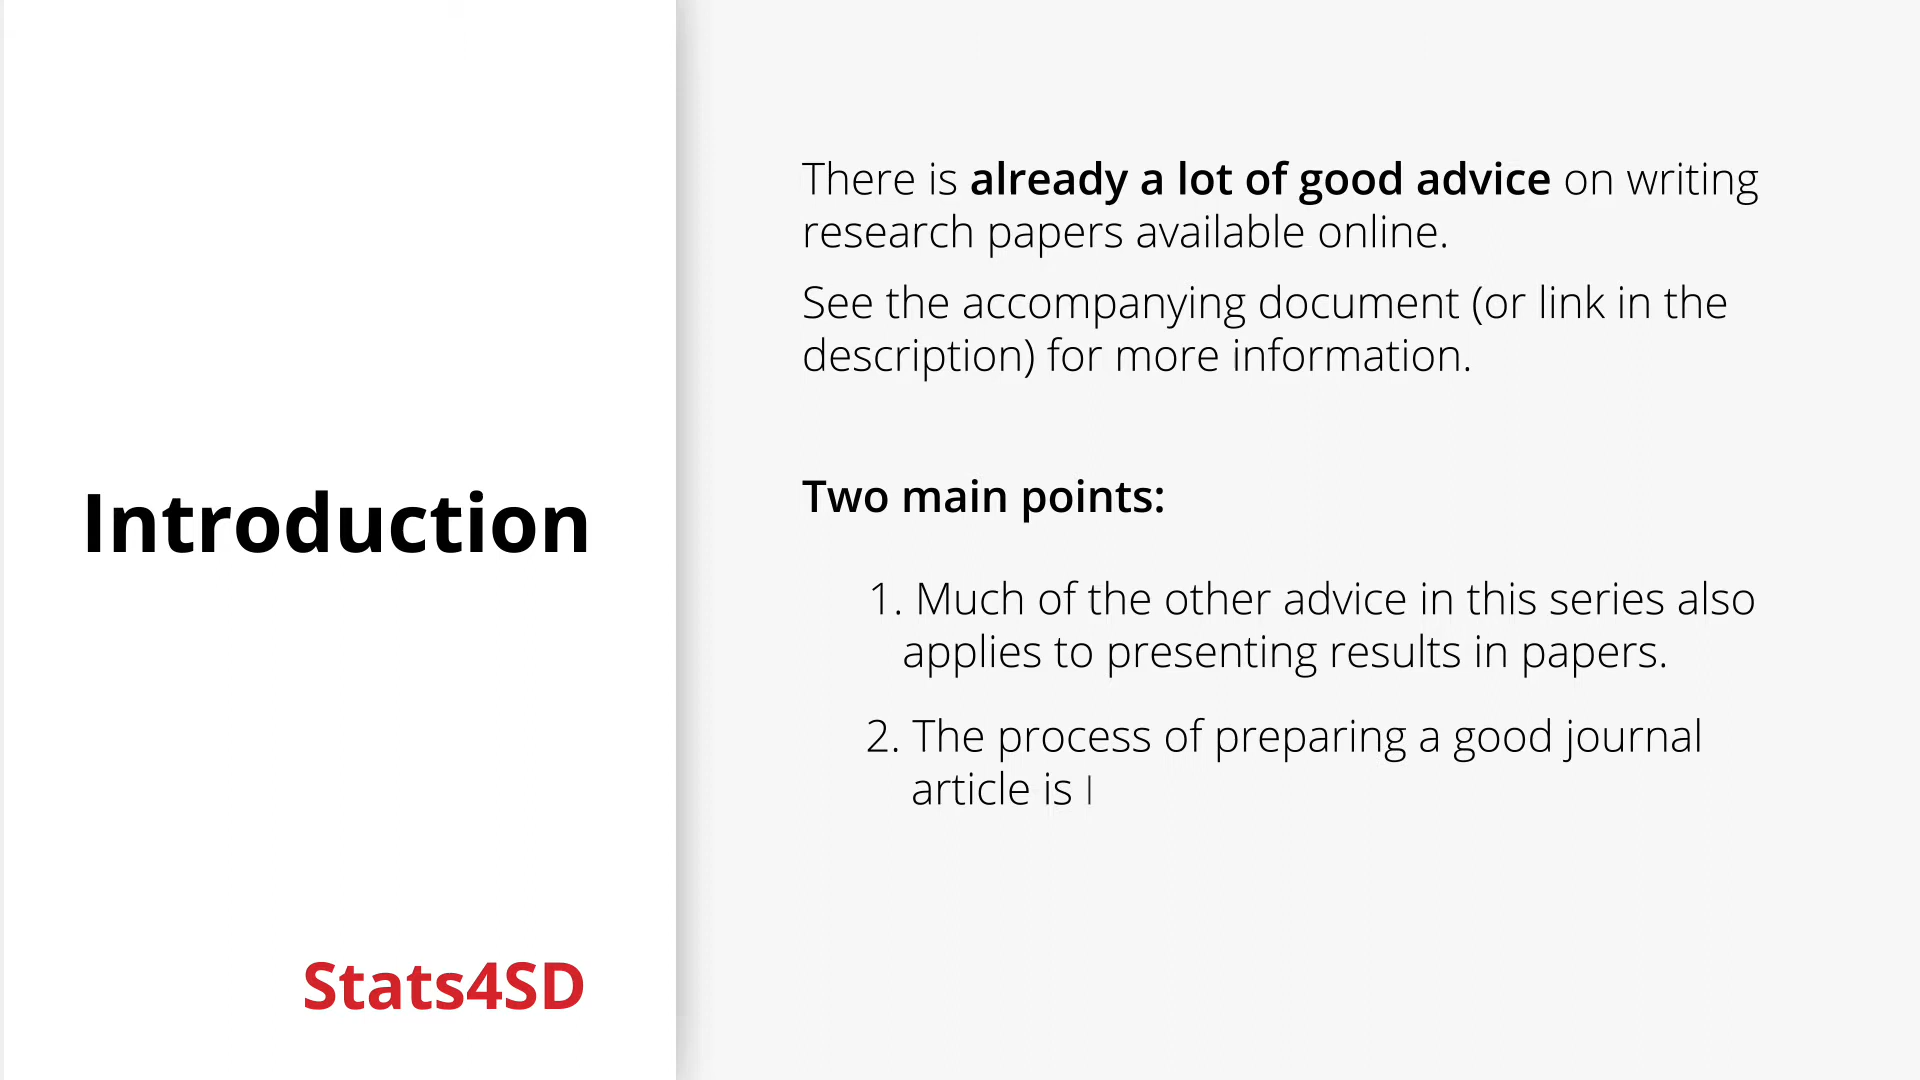 Introduction
Stats4SD
There is already a lot of good advice on writing
research papers available online.
See the accompanying document (or link in the
description) for more information.
Two main points:
1. Much of the other advice in this series also
applies to presenting results in papers.
2. The process of preparing a good journal
article is l